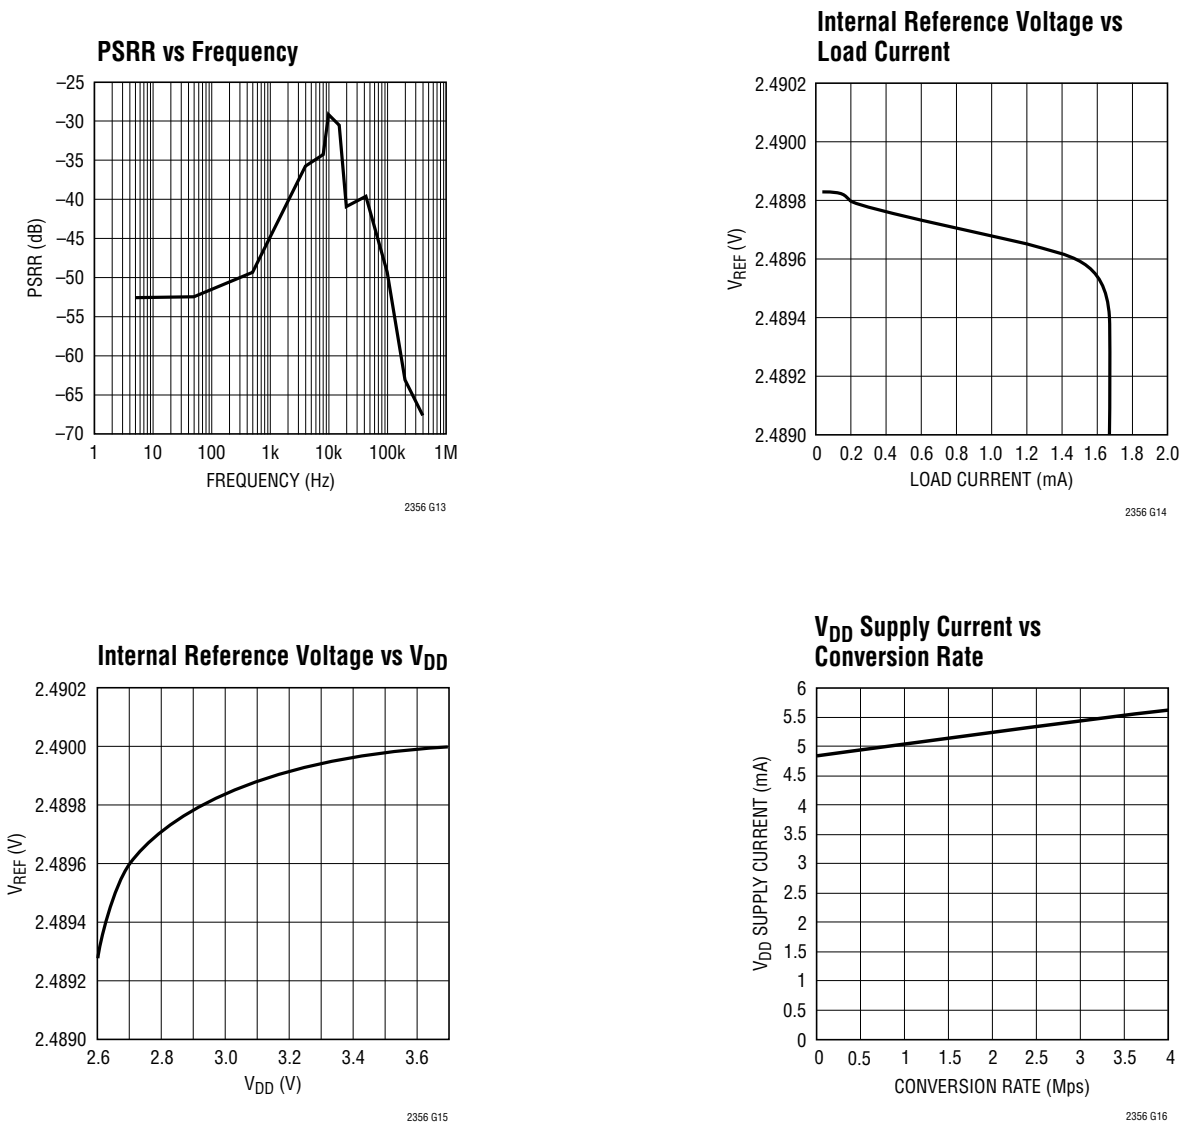 PSRR vs Frequency
–25
–30
–35
–40
–45
–50
–55
–60
–65
–70
PSRR (dB)
1 10 100 1k 10k 100k 1M
FREQUENCY (Hz)
2356 G13
Internal Reference Voltage vs
Load Current
2.4902
2.4900
2.4898
2.4896
2.4894
2.4892
2.4890
VREF (V)
0 0.2 0.4 0.6 0.8 1.0 1.2 1.4 1.6 1.8 2.0
LOAD CURRENT (mA)
2356 G14
Internal Reference Voltage vs VDD
2.4902
2.4900
2.4898
2.4896
2.4894
2.4892
2.4890
VREF (V)
2.6 2.8 3.0 3.2 3.4 3.6
VDD (V)
2356 G15
VDD Supply Current vs
Conversion Rate
6
5.5
5
4.5
4
3.5
3
2.5
2
1.5
1
0.5
0
VDD SUPPLY CURRENT (mA)
0 0.5 1 1.5 2 2.5 3 3.5 4
CONVERSION RATE (Mps)
2356 G16